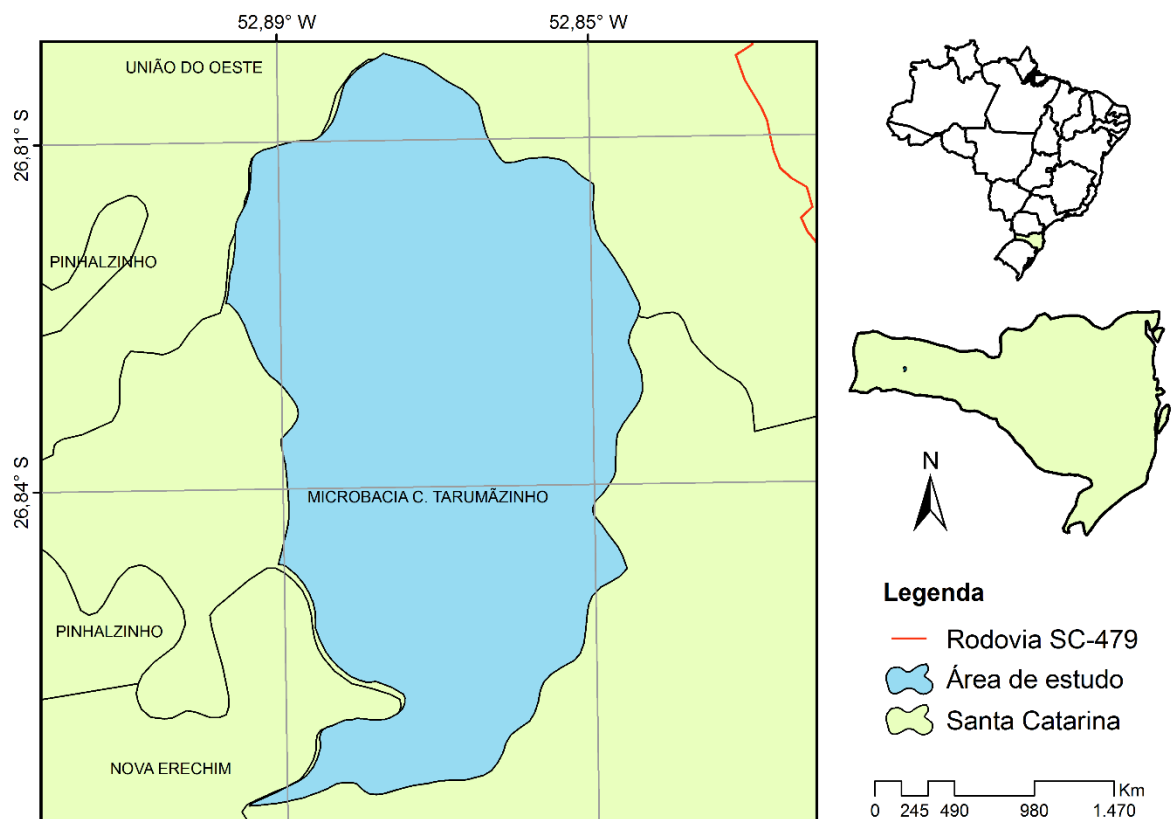 52,89° W
52,85° W
UNIÃO DO OESTE
26,81° S
PINHALZINHO
26,84° S
MICROBACIA C. TARUMÃZINHO
PINHALZINHO
NOVA ERECHIM
N
Legenda
Rodovia SC-479
Área de estudo
Santa Catarina
Km
0 245 490 980 1.470